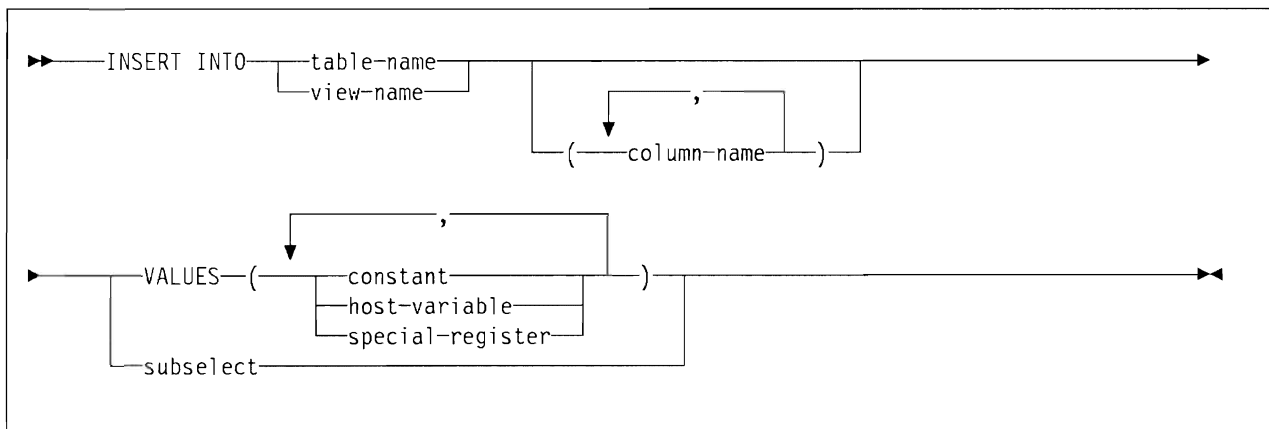 INSERT INTO table-name
view-name
,
( column-name )
,
VALUES ( constant )
host-variable
special-register
subselect